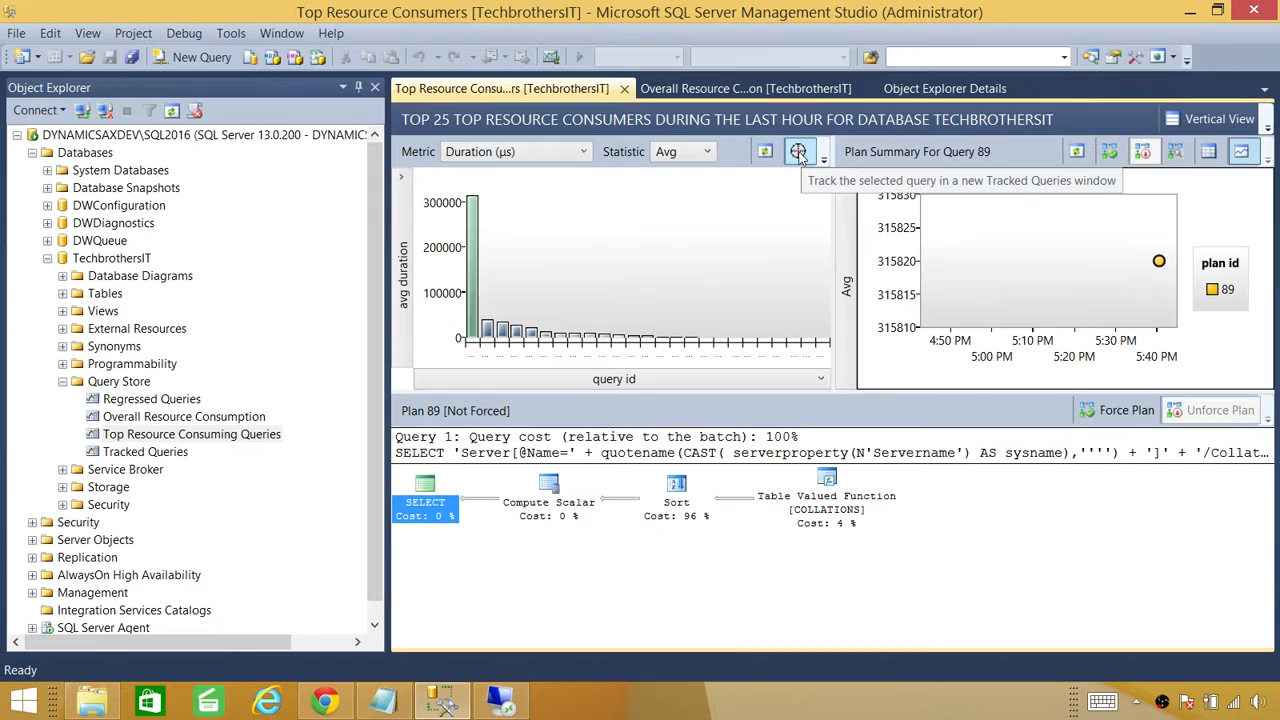 Top Resource Consumers [TechbrothersIT] - Microsoft SQL Server Management Studio (Administrator)
File Edit View Project Debug Tools Window Help
New Query
Object Explorer
Top Resource Consu...rs [TechbrothersIT]
Overall Resource C...on [TechbrothersIT]
Object Explorer Details
Connect
TOP 25 TOP RESOURCE CONSUMERS DURING THE LAST HOUR FOR DATABASE TECHBROTHERSIT
Vertical View
Metric Duration (µs) Statistic Avg
Plan Summary For Query 89
Track the selected query in a new Tracked Queries window
DYNAMICSAXDEV\SQL2016 (SQL Server 13.0.200 - DYNAMIC
Databases
System Databases
Database Snapshots
DWConfiguration
DWDiagnostics
DWQueue
TechbrothersIT
Database Diagrams
Tables
Views
External Resources
Synonyms
Programmability
Query Store
Regressed Queries
Overall Resource Consumption
Top Resource Consuming Queries
Tracked Queries
Service Broker
Storage
Security
Security
Server Objects
Replication
AlwaysOn High Availability
Management
Integration Services Catalogs
SQL Server Agent
avg duration
300000
200000
100000
0
... ... ... ... ... ... ... ... ... ... ... ... ... ... ... ... ... ... ... ... ... ... ... ...
query id
Avg
315830
315825
315820
315815
315810
4:50 PM 5:10 PM 5:30 PM
5:00 PM 5:20 PM 5:40 PM
plan id
89
Plan 89 [Not Forced]
Force Plan
Unforce Plan
Query 1: Query cost (relative to the batch): 100%
SELECT 'Server[@Name=' + quotename(CAST( serverproperty(N'Servername') AS sysname),'''') + ']' + '/Collat...
SELECT
Cost: 0 %
Compute Scalar
Cost: 0 %
Sort
Cost: 96 %
Table Valued Function
[COLLATIONS]
Cost: 4 %
Ready